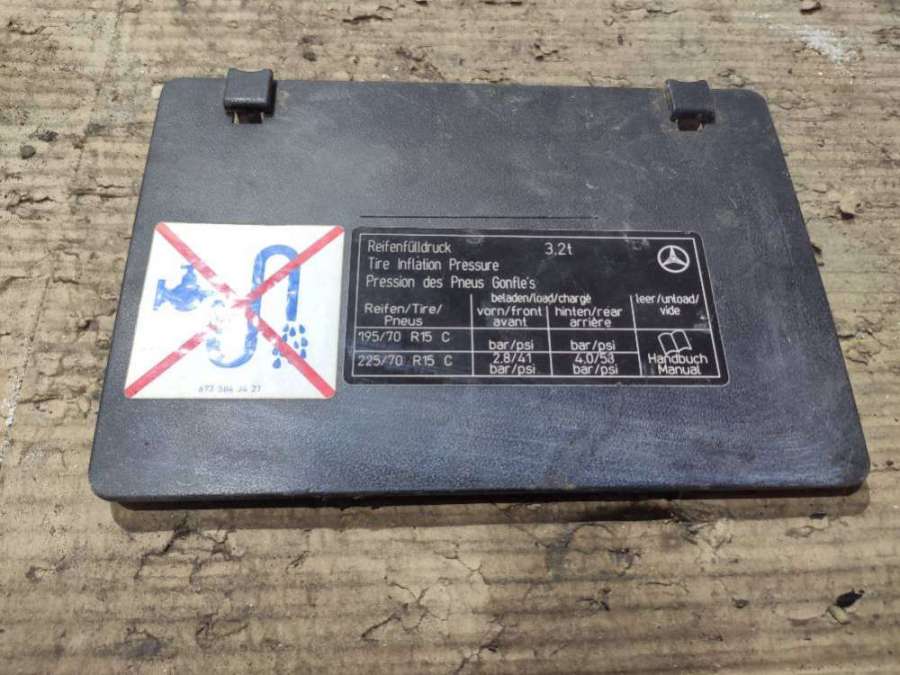 Reifenfülldruck 3.2t
Tire Inflation Pressure
Pression des Pneus Gonfle's
Reifen/Tire/ Pneus
beladen/load/chargé
vorn/front avant
hinten/rear arrière
leer/unload/ vide
195/70 R15 C bar/psi bar/psi
225/70 R15 C 2.8/41 bar/psi 4.0/53 bar/psi
Handbuch
Manual